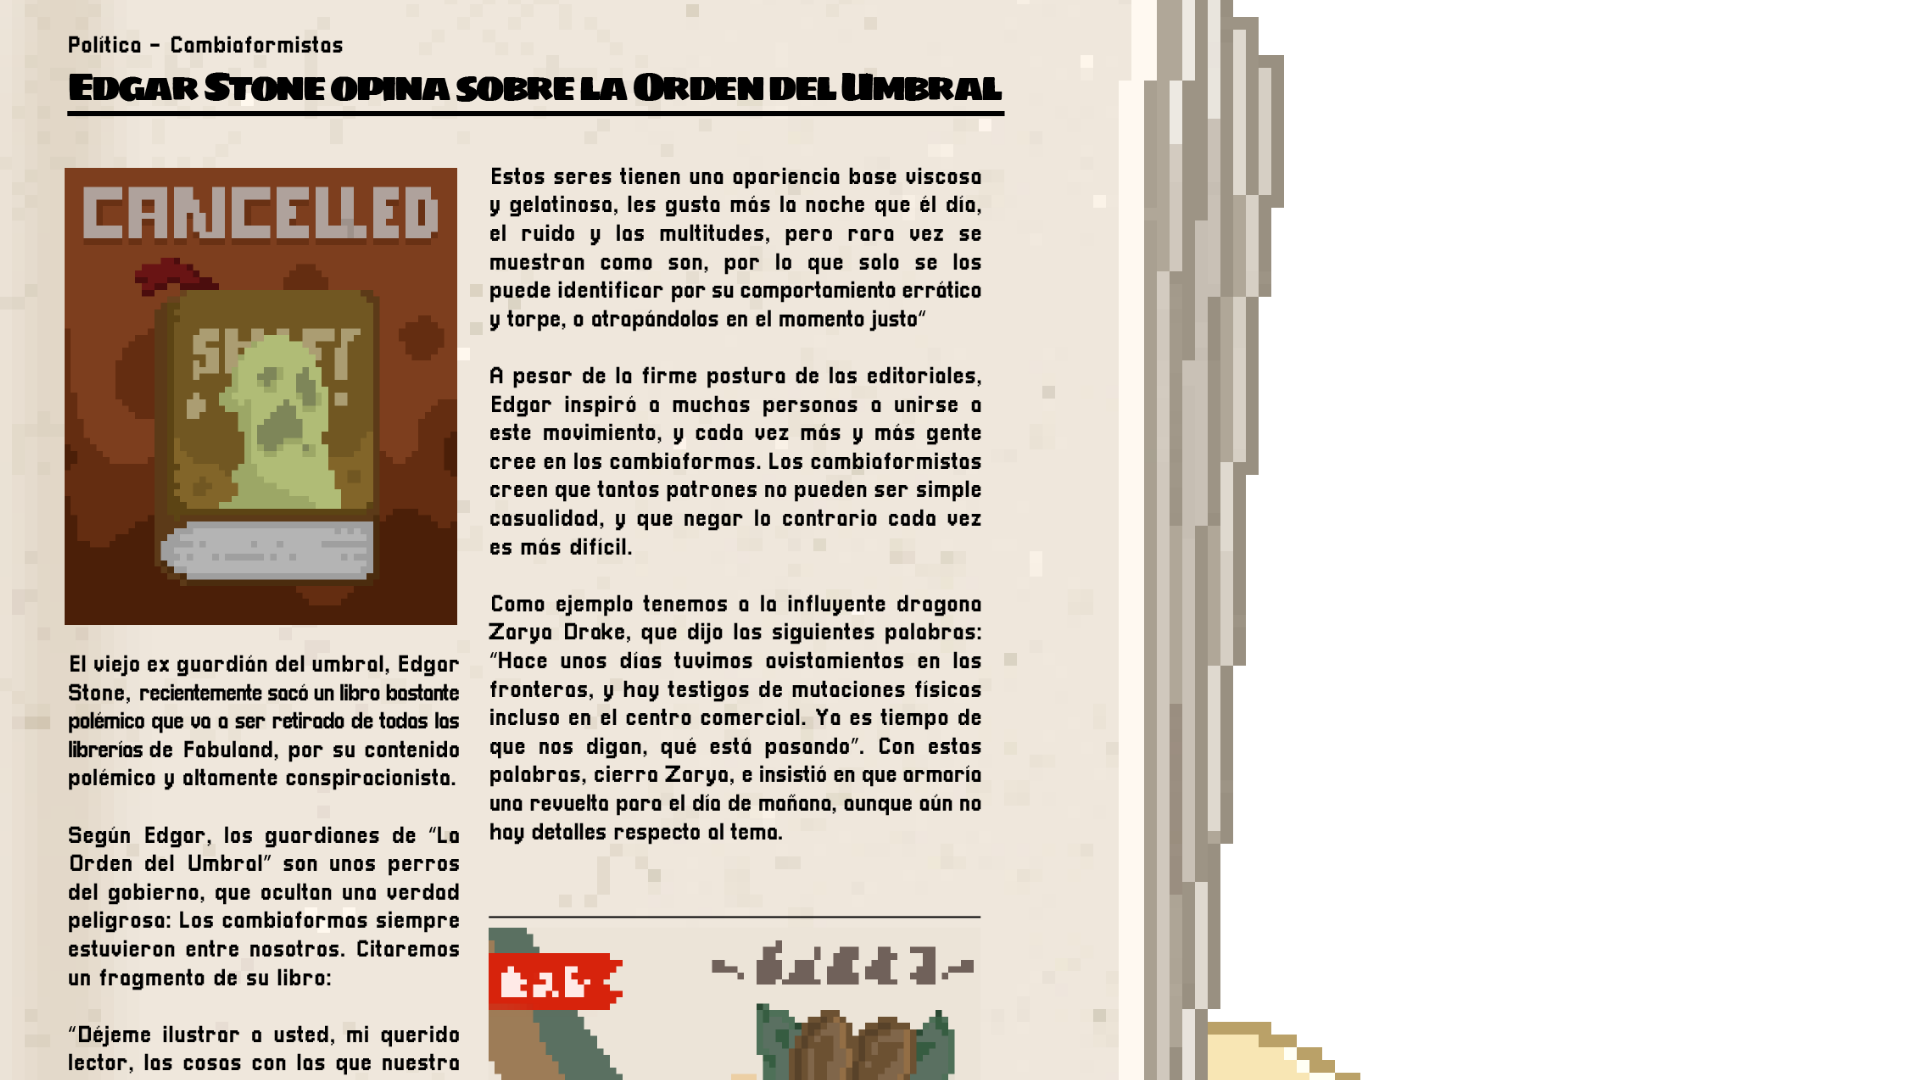 Política - Cambiaformistas
Edgar Stone opina sobre la Orden del Umbral
CANCELLED
El viejo ex guardián del umbral, Edgar
Stone, recientemente sacó un libro bastante
polémico que va a ser retirado de todas las
librerías de Fabuland, por su contenido
polémico y altamente conspiracionista.
Según Edgar, los guardianes de “La
Orden del Umbral” son unos perros
del gobierno, que ocultan una verdad
peligrosa: Los cambiaformas siempre
estuvieron entre nosotros. Citaremos
un fragmento de su libro:
“Déjeme ilustrar a usted, mi querido
lector, las cosas con las que nuestra
Estos seres tienen una apariencia base viscosa
y gelatinosa, les gusta más la noche que él día,
el ruido y las multitudes, pero rara vez se
muestran como son, por lo que solo se los
puede identificar por su comportamiento errático
y torpe, o atrapándolos en el momento justo“
A pesar de la firme postura de las editoriales,
Edgar inspiró a muchas personas a unirse a
este movimiento, y cada vez más y más gente
cree en los cambiaformas. Los cambiaformistas
creen que tantos patrones no pueden ser simple
casualidad, y que negar lo contrario cada vez
es más difícil.
Como ejemplo tenemos a la influyente dragona
Zarya Drake, que dijo las siguientes palabras:
“Hace unos días tuvimos avistamientos en las
fronteras, y hay testigos de mutaciones físicas
incluso en el centro comercial. Ya es tiempo de
que nos digan, qué está pasando”. Con estas
palabras, cierra Zarya, e insistió en que armaría
una revuelta para el día de mañana, aunque aún no
hay detalles respecto al tema.